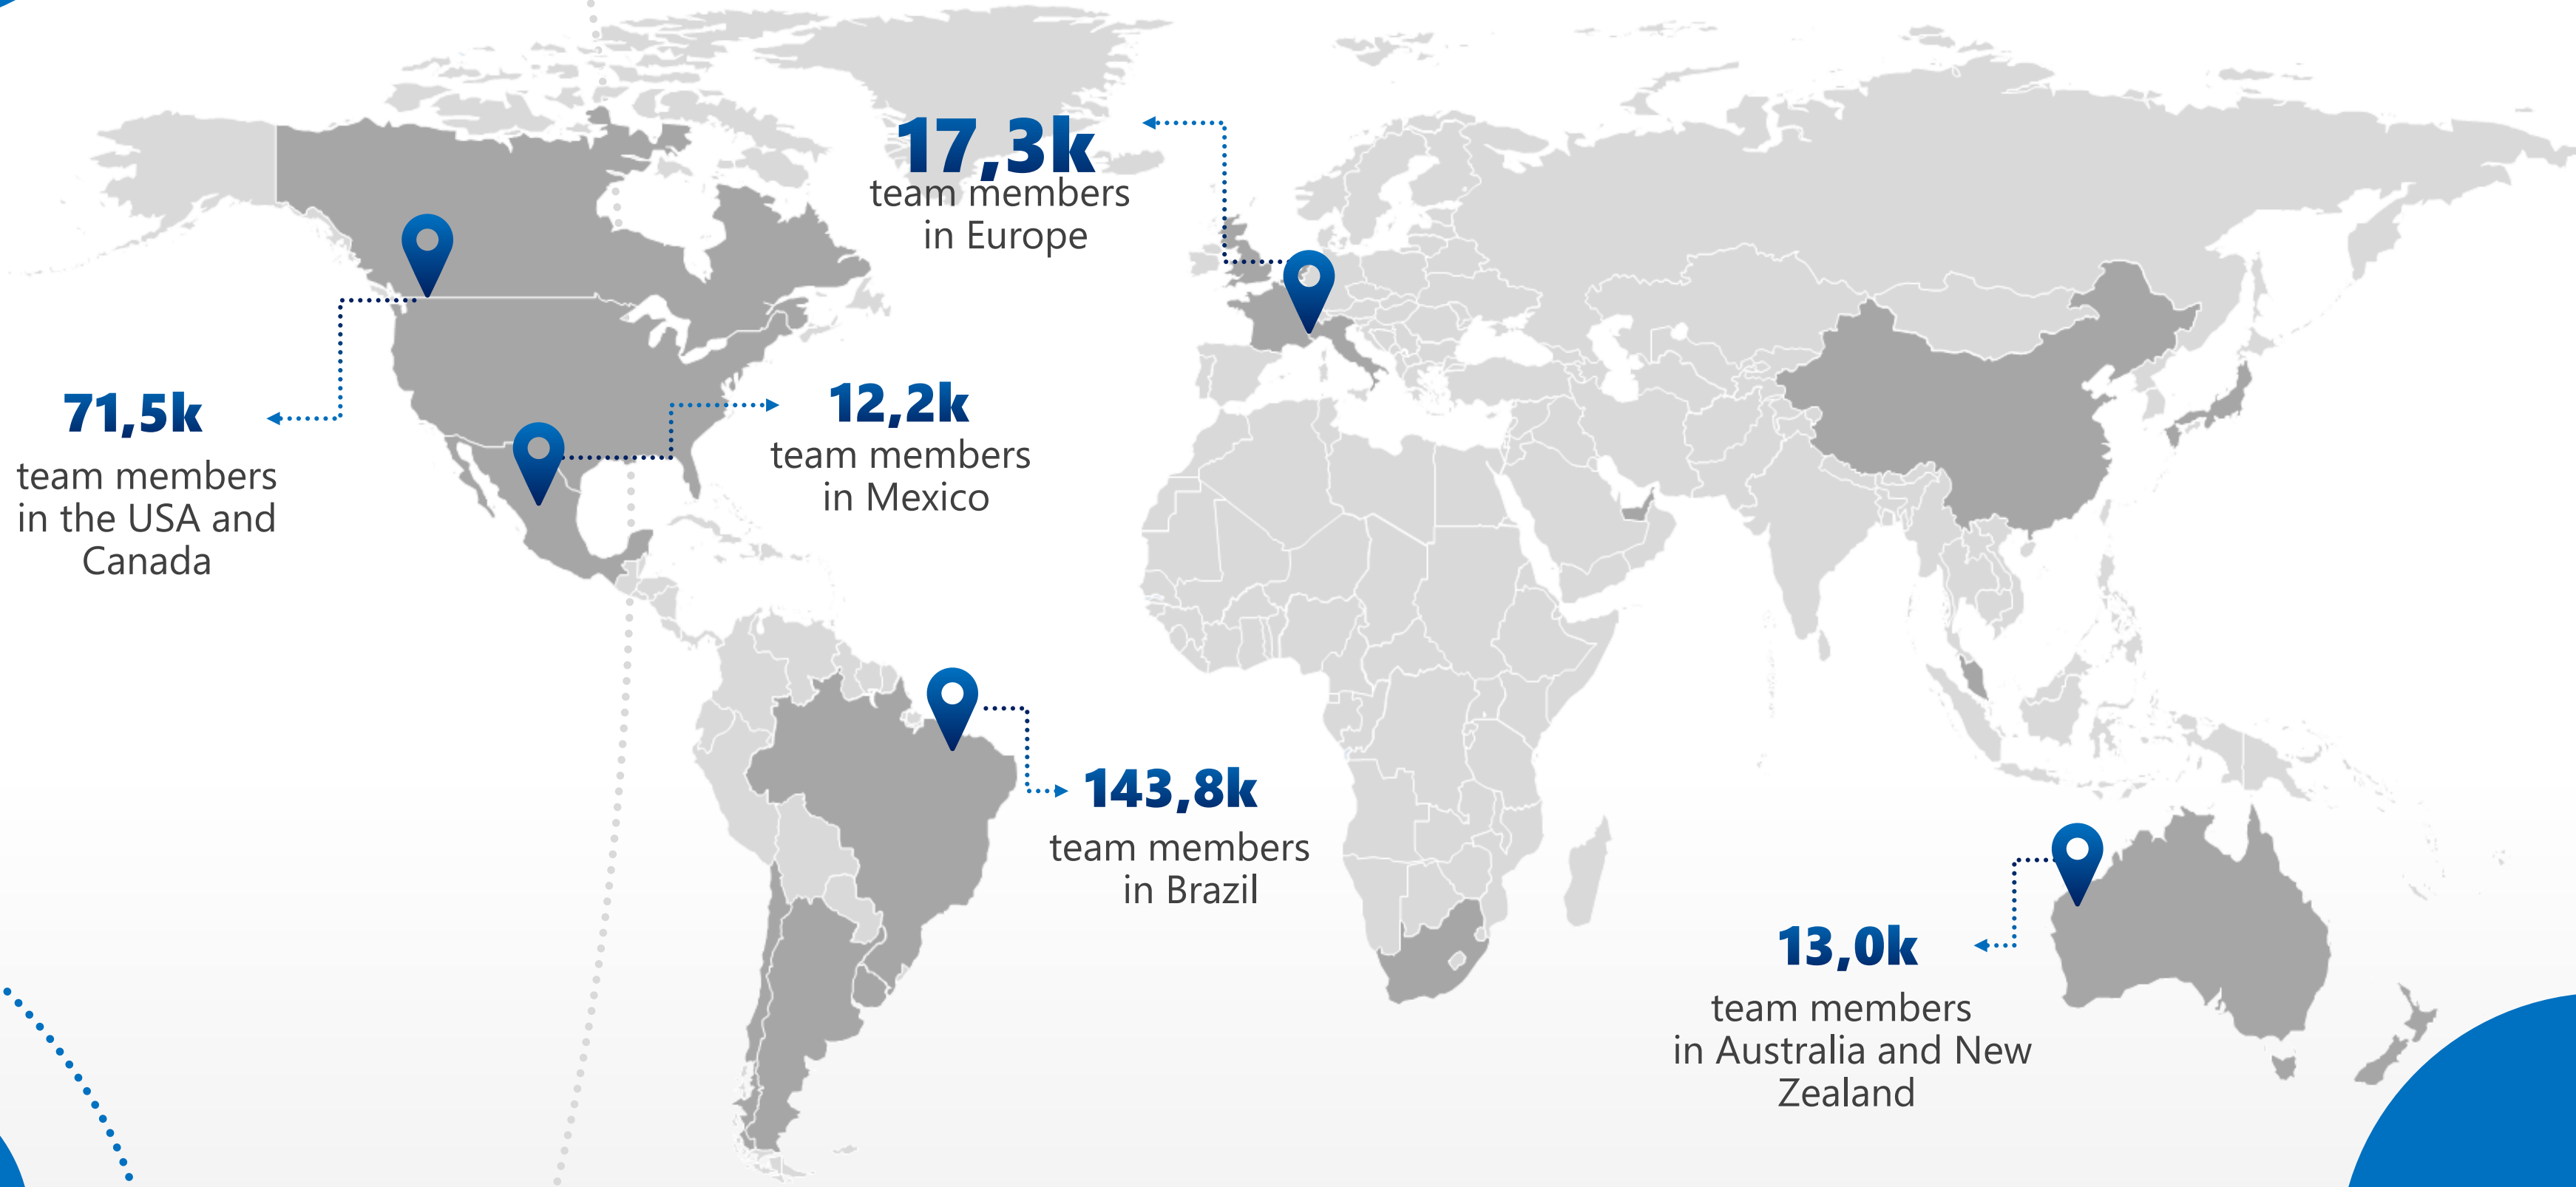 17,3k
team members
in Europe
71,5k
team members
in the USA and
Canada
12,2k
team members
in Mexico
143,8k
team members
in Brazil
13,0k
team members
in Australia and New
Zealand